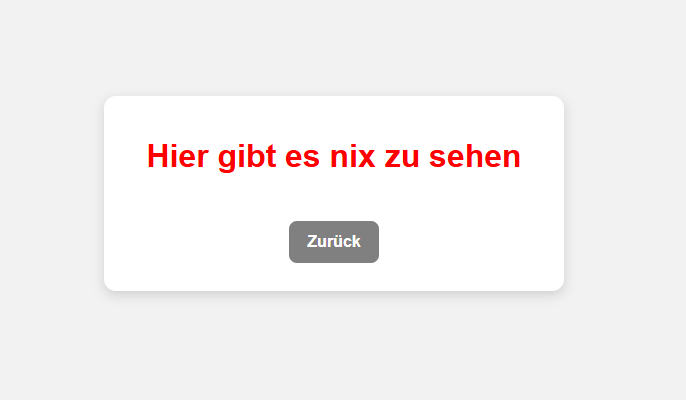 Hier gibt es nix zu sehen
Zurück